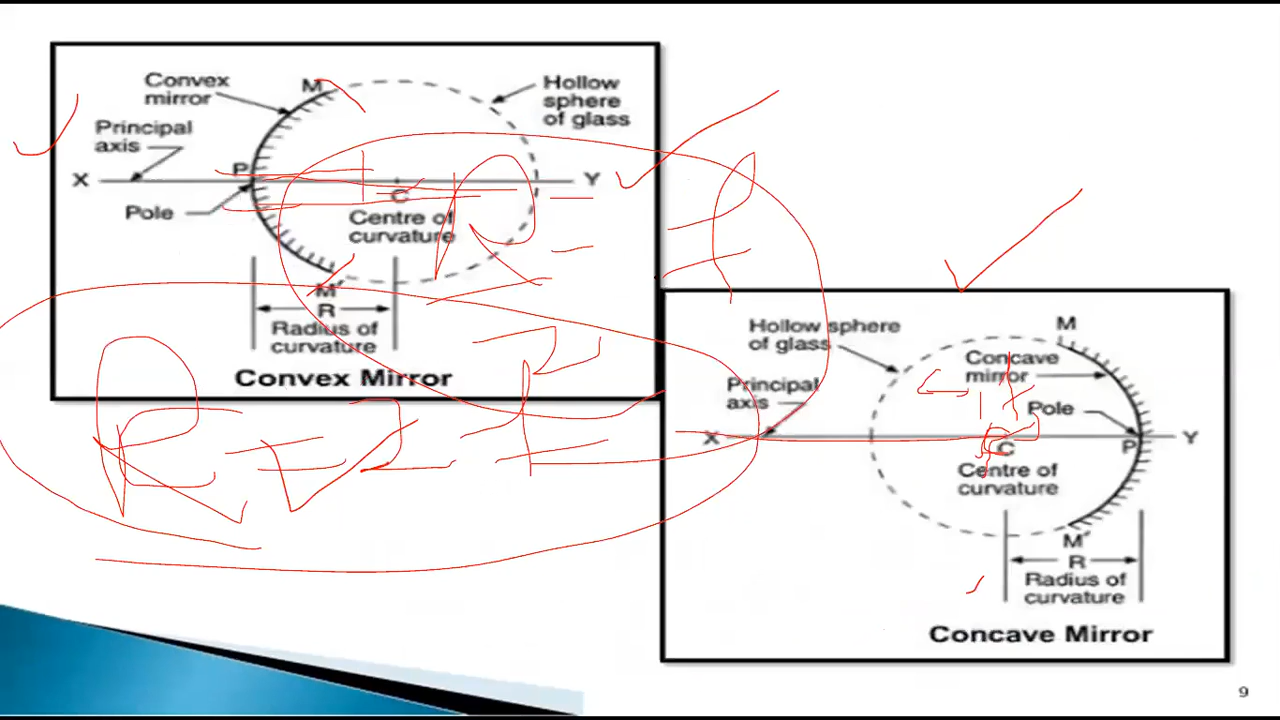 Convex
mirror
M
Hollow
sphere
of glass
Principal
axis
P
X
Y
C
Pole
Centre of
curvature
M'
R
Radius of
curvature
Convex Mirror
R = 2f
Hollow sphere
of glass
M
Concave
mirror
Principal
axis
Pole
X
Y
C
P
Centre of
curvature
M'
R
Radius of
curvature
Concave Mirror
9